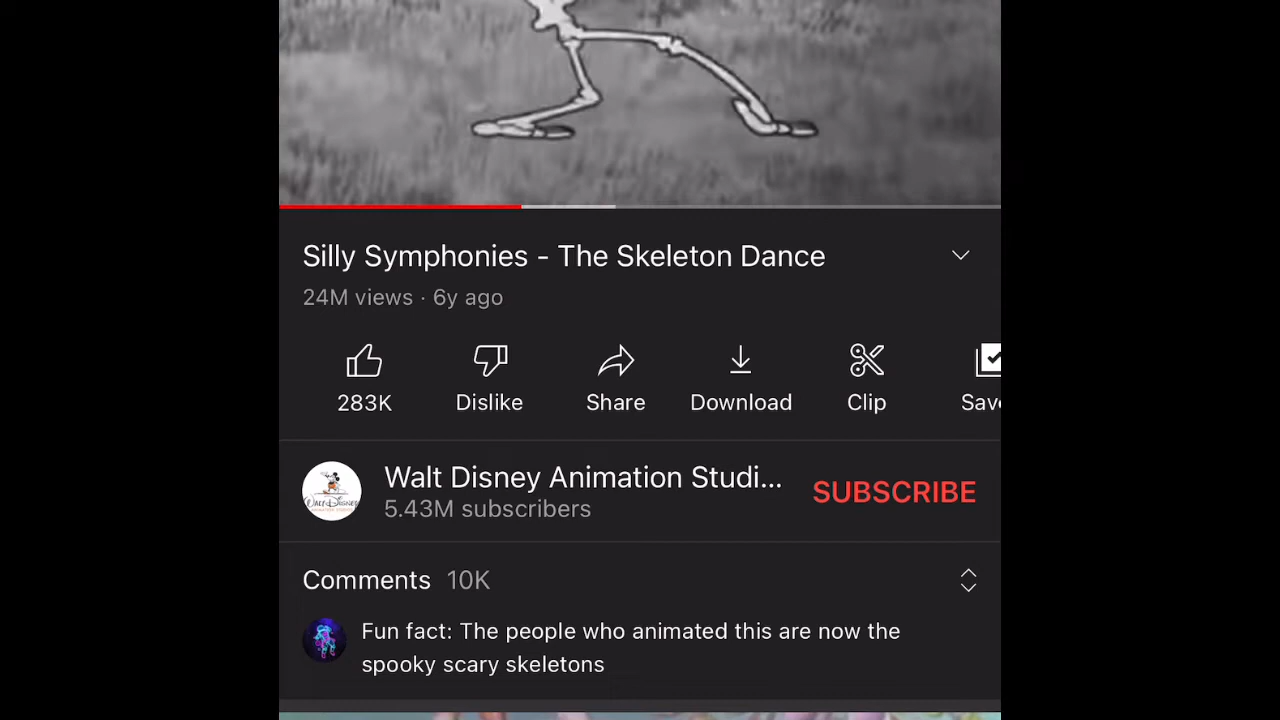 Silly Symphonies - The Skeleton Dance
24M views · 6y ago
283K Dislike Share Download Clip Save
Walt Disney Animation Studi... SUBSCRIBE
5.43M subscribers
Comments 10K
Fun fact: The people who animated this are now the
spooky scary skeletons